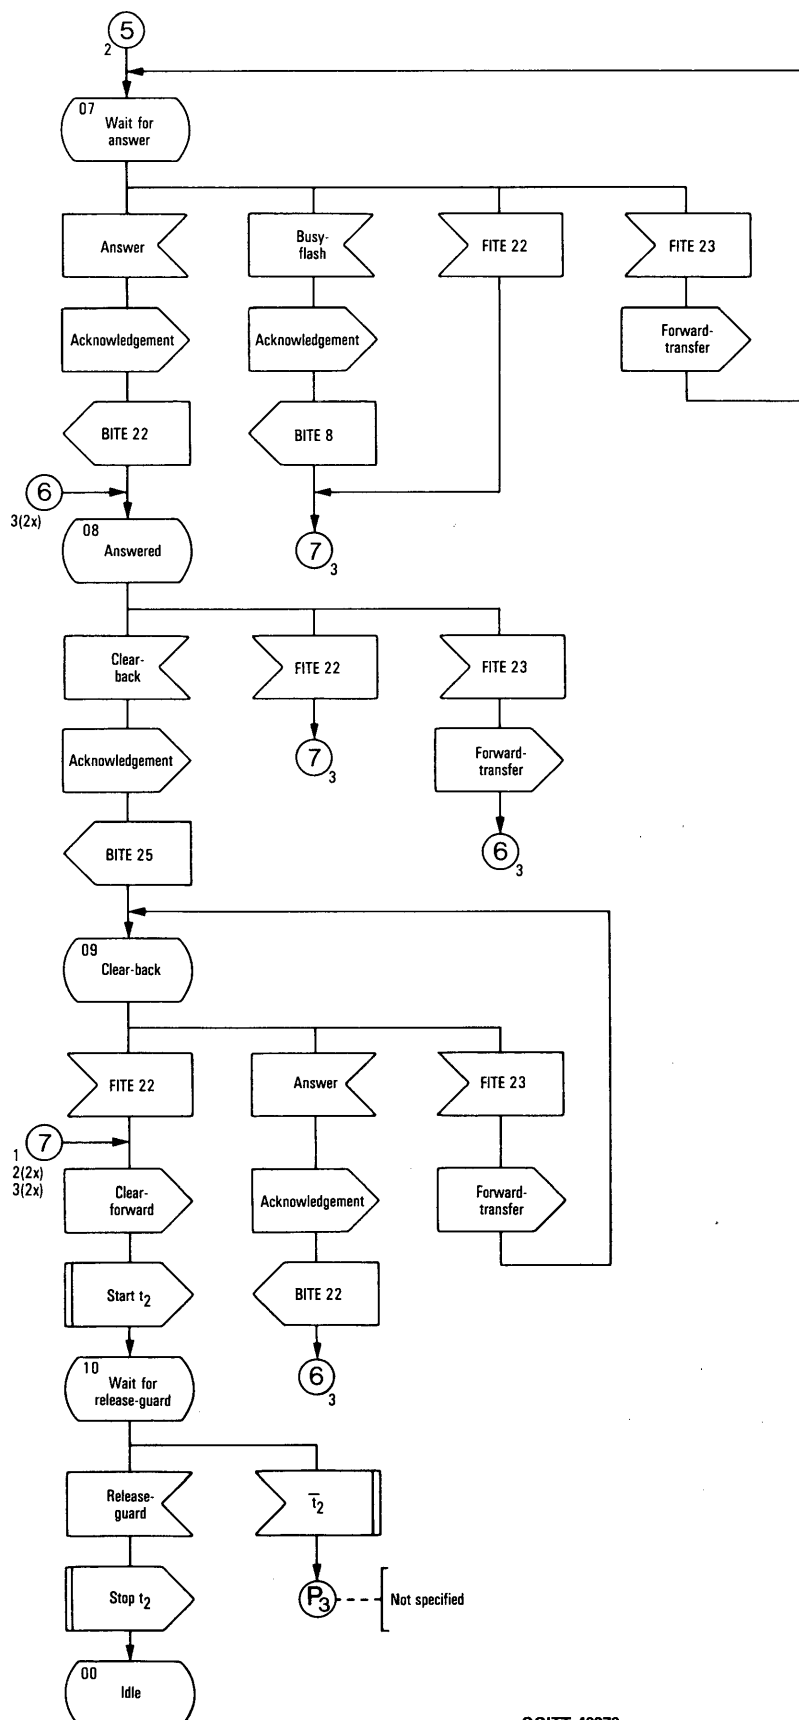 5
2
07
Wait for
answer
Answer
Busy-
flash
FITE 22
FITE 23
Acknowledgement
Acknowledgement
Forward-
transfer
BITE 22
BITE 8
6
3(2x)
08
Answered
7
3
Clear-
back
FITE 22
FITE 23
Acknowledgement
7
3
Forward-
transfer
BITE 25
6
3
09
Clear-back
FITE 22
Answer
FITE 23
7
1
2(2x)
3(2x)
Clear-
forward
Acknowledgement
Forward-
transfer
Start t2
BITE 22
10
Wait for
release-guard
6
3
Release-
guard
t2
Stop t2
P3
Not specified
00
Idle